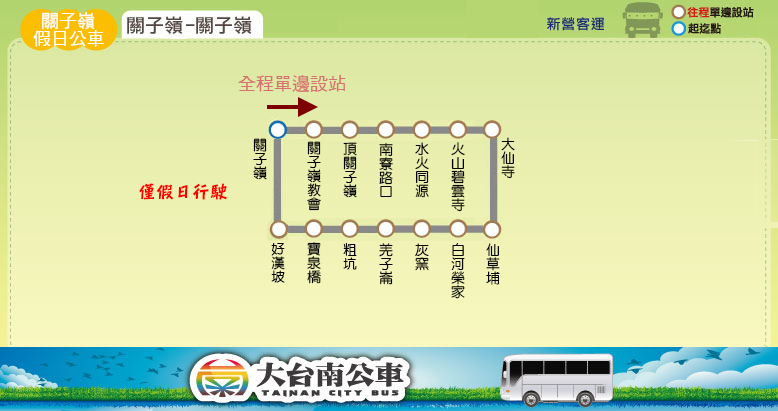 關子嶺
假日公車
關子嶺-關子嶺
新營客運
往程單邊設站
起迄點
全程單邊設站
僅假日行駛
關子嶺
關子嶺教會
頂關子嶺
南寮路口
水火同源
火山碧雲寺
大仙寺
好漢坡
寶泉橋
粗坑
羌子崙
灰窯
白河榮家
仙草埔
大台南公車
TAINAN CITY BUS